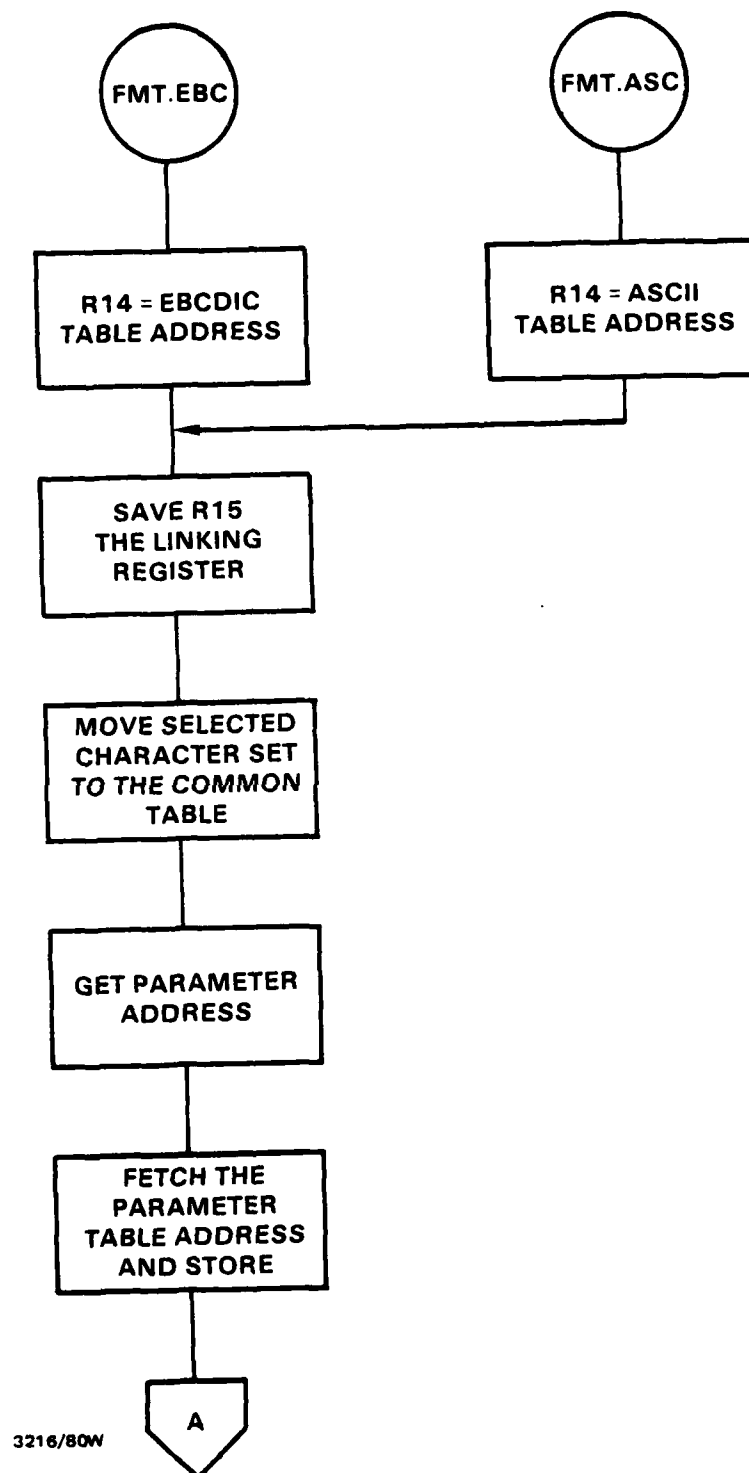 FMT.EBC
FMT.ASC
R14 = EBCDIC
TABLE ADDRESS
R14 = ASCII
TABLE ADDRESS
SAVE R15
THE LINKING
REGISTER
MOVE SELECTED
CHARACTER SET
TO THE COMMON
TABLE
GET PARAMETER
ADDRESS
FETCH THE
PARAMETER
TABLE ADDRESS
AND STORE
A
3216/80W